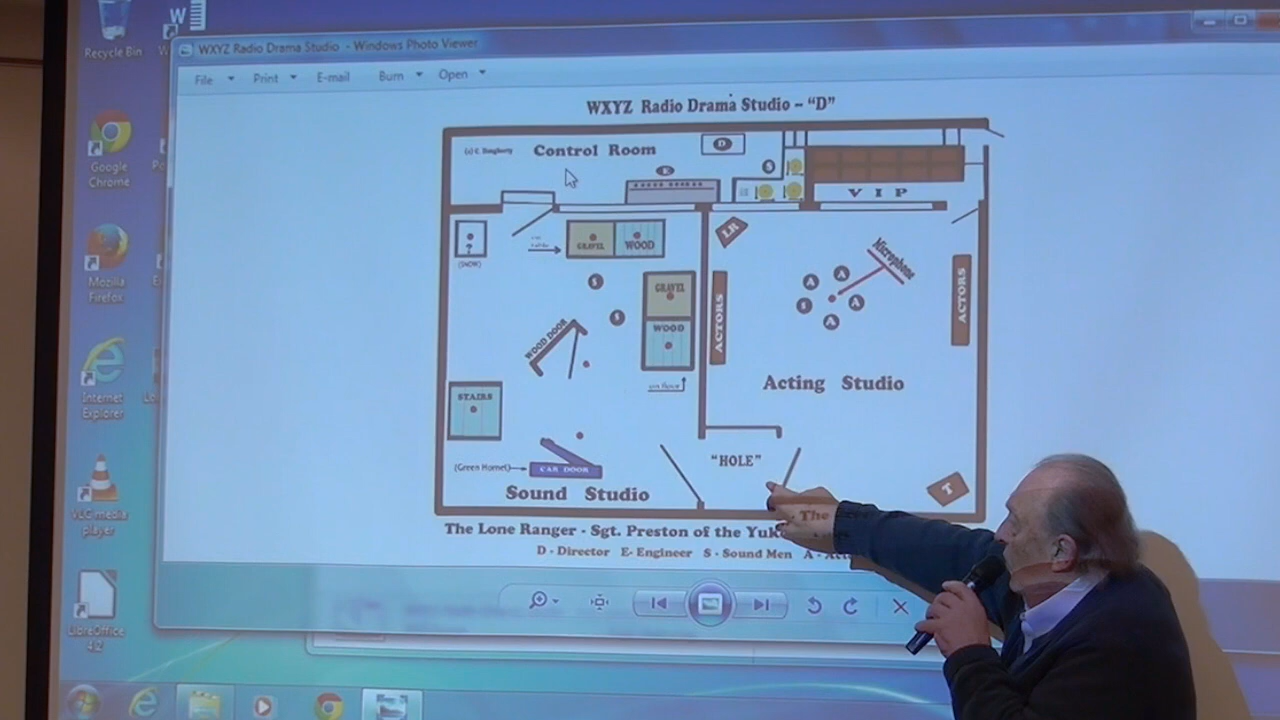 W
Recycle Bin
WXYZ Radio Drama Studio - Windows Photo Viewer
File Print E-mail Burn Open
Google
Chrome
Mozilla
Firefox
Internet
Explorer
VLC media
player
LibreOffice
4.2
WXYZ Radio Drama Studio – "D"
Control Room
D
E
S
VIP
?
(SNOW)
GRAVEL WOOD
LR
Microphone
S
S
GRAVEL
WOOD
ACTORS
A
A
S
A
A
ACTORS
WOOD DOOR
Acting Studio
STAIRS
"HOLE"
(Green Hornet)
CAR DOOR
T
Sound Studio
The Lone Ranger - Sgt. Preston of the
The
D - Director E- Engineer S - Sound Men A -